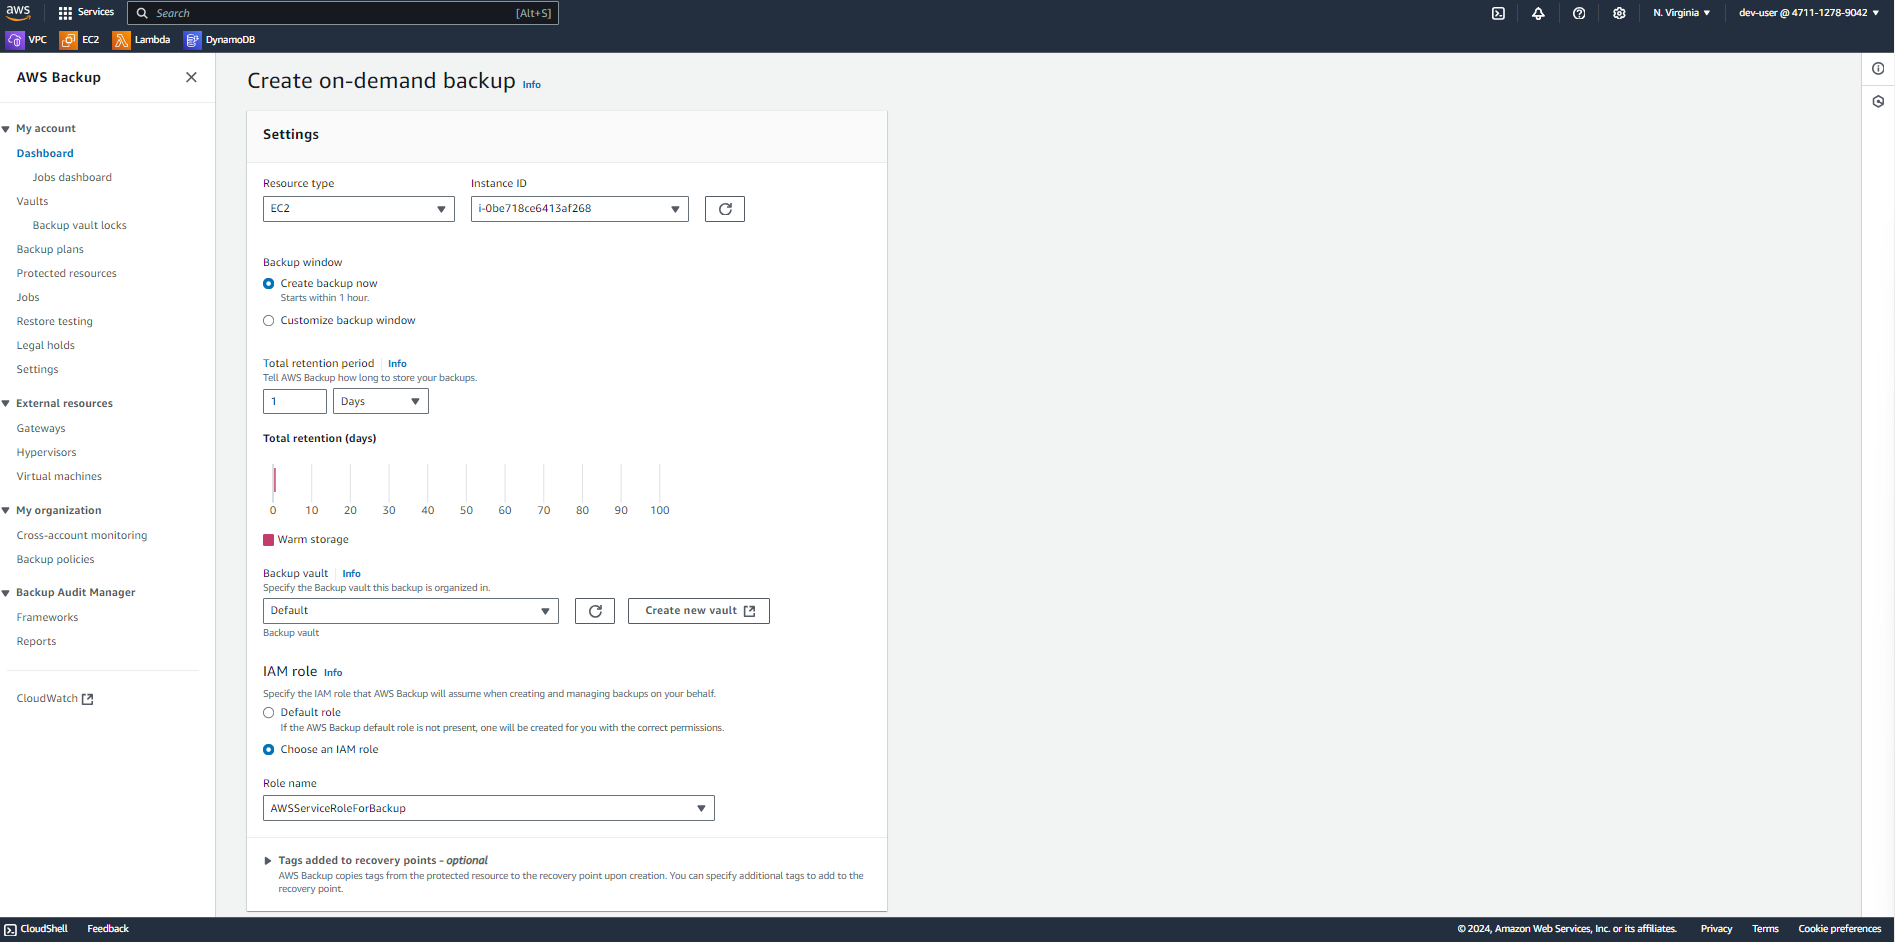 aws
Services
Search
[Alt+S]
N. Virginia
dev-user @ 4711-1278-9042
VPC
EC2
Lambda
DynamoDB
AWS Backup
My account
Dashboard
Jobs dashboard
Vaults
Backup vault locks
Backup plans
Protected resources
Jobs
Restore testing
Legal holds
Settings
External resources
Gateways
Hypervisors
Virtual machines
My organization
Cross-account monitoring
Backup policies
Backup Audit Manager
Frameworks
Reports
CloudWatch
Create on-demand backup Info
Settings
Resource type
Instance ID
EC2
i-0be718ce6413af268
Backup window
Create backup now
Starts within 1 hour.
Customize backup window
Total retention period Info
Tell AWS Backup how long to store your backups.
1
Days
Total retention (days)
0 10 20 30 40 50 60 70 80 90 100
Warm storage
Backup vault Info
Specify the Backup vault this backup is organized in.
Default
Create new vault
Backup vault
IAM role Info
Specify the IAM role that AWS Backup will assume when creating and managing backups on your behalf.
Default role
If the AWS Backup default role is not present, one will be created for you with the correct permissions.
Choose an IAM role
Role name
AWSServiceRoleForBackup
Tags added to recovery points - optional
AWS Backup copies tags from the protected resource to the recovery point upon creation. You can specify additional tags to add to the
recovery point.
CloudShell
Feedback
© 2024, Amazon Web Services, Inc. or its affiliates.
Privacy
Terms
Cookie preferences